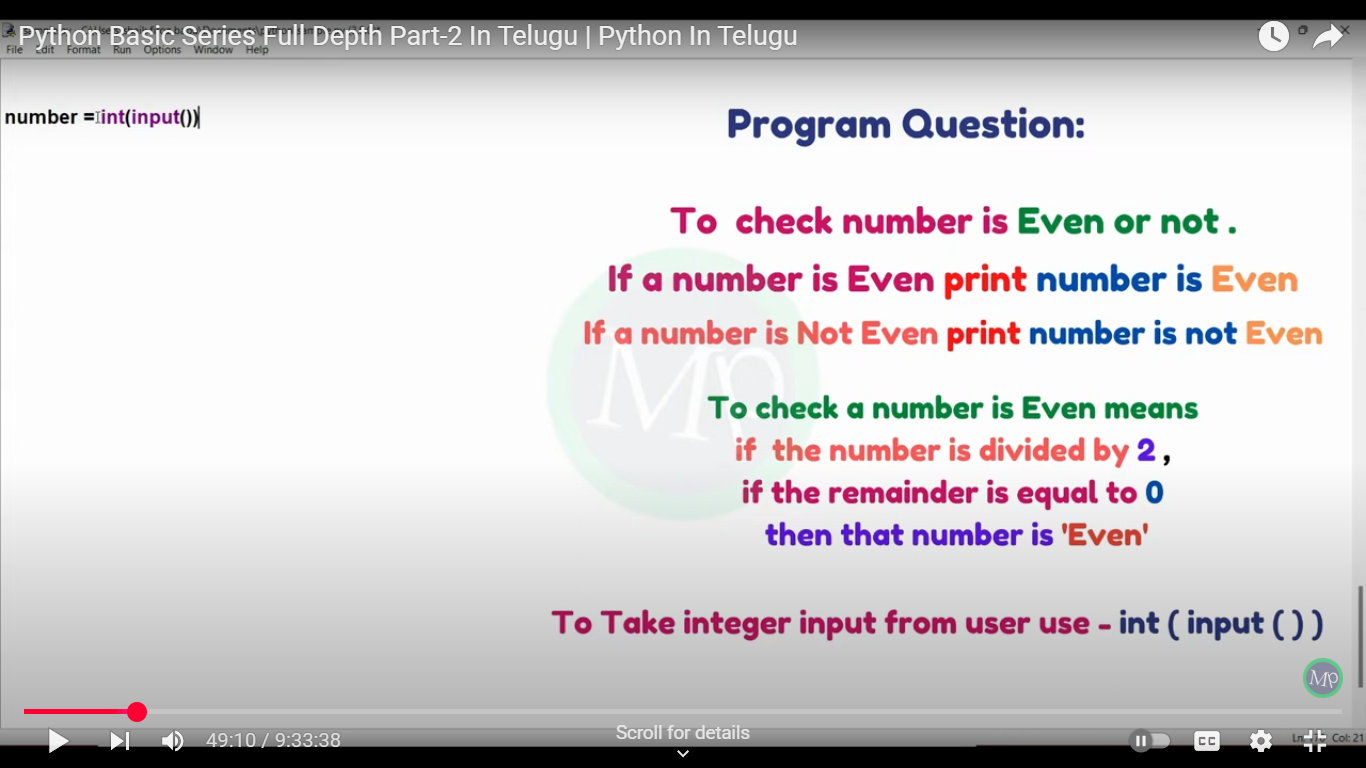 Python Basic Series Full Depth Part-2 In Telugu | Python In Telugu
File Edit Format Run Options Window Help
number =int(input())
Program Question:
To check number is Even or not .
If a number is Even print number is Even
If a number is Not Even print number is not Even
To check a number is Even means
if the number is divided by 2 ,
if the remainder is equal to 0
then that number is 'Even'
To Take integer input from user use - int ( input ( ) )
Mp
Mp
49:10 / 9:33:38
Scroll for details
CC
Col: 21